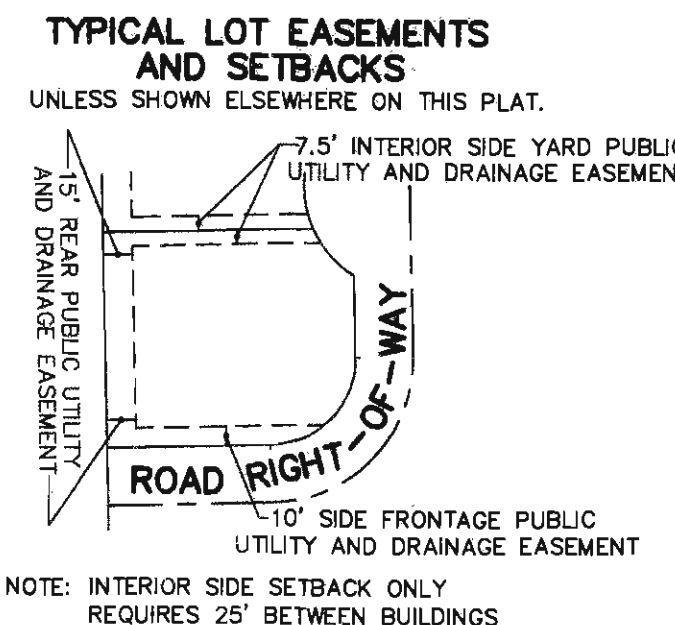 TYPICAL LOT EASEMENTS
AND SETBACKS
UNLESS SHOWN ELSEWHERE ON THIS PLAT.
7.5' INTERIOR SIDE YARD PUBLIC
UTILITY AND DRAINAGE EASEMEN
15' REAR PUBLIC UTILITY
AND DRAINAGE EASEMENT
ROAD RIGHT-OF-WAY
10' SIDE FRONTAGE PUBLIC
UTILITY AND DRAINAGE EASEMENT
NOTE: INTERIOR SIDE SETBACK ONLY
REQUIRES 25' BETWEEN BUILDINGS